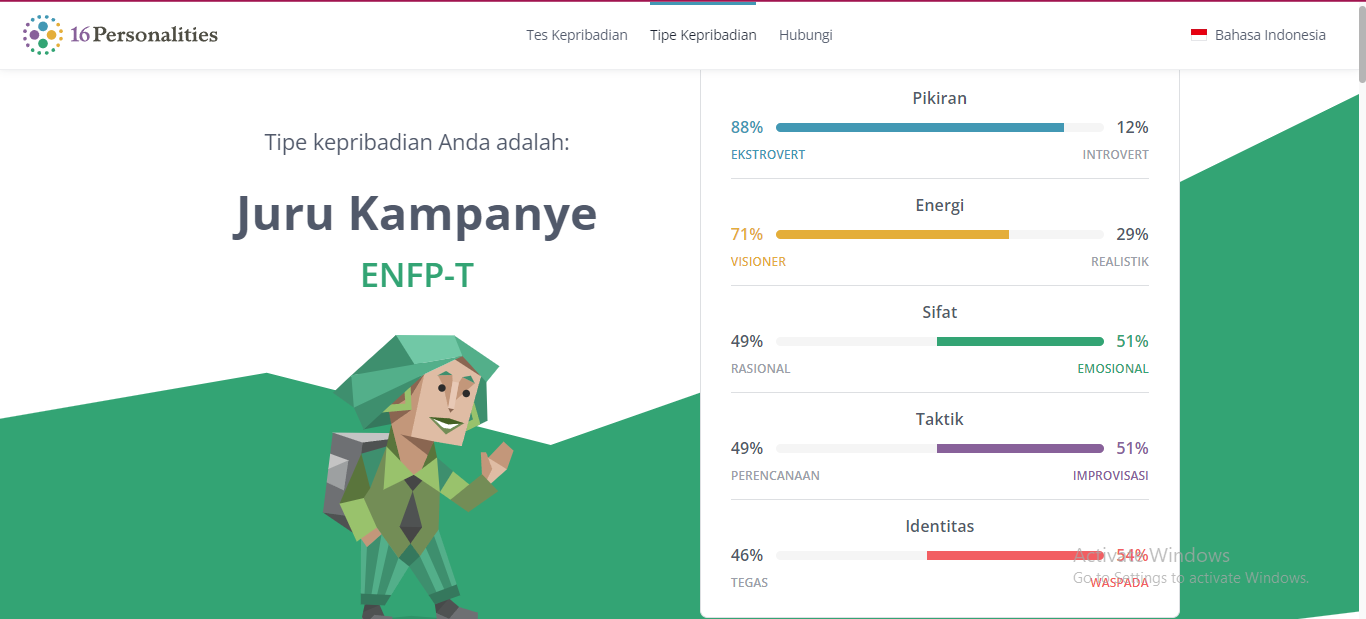 16Personalities
Tes Kepribadian
Tipe Kepribadian
Hubungi
Bahasa Indonesia
Tipe kepribadian Anda adalah:
Juru Kampanye
ENFP-T
Pikiran
88% 12%
EKSTROVERT INTROVERT
Energi
71% 29%
VISIONER REALISTIK
Sifat
49% 51%
RASIONAL EMOSIONAL
Taktik
49% 51%
PERENCANAAN IMPROVISASI
Identitas
46% 54%
TEGAS WASPADA
Activate Windows
Go to Settings to activate Windows.